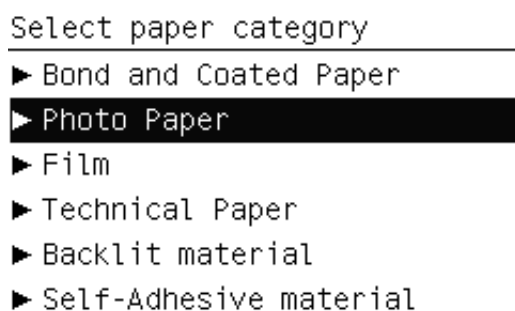 Select paper category
Bond and Coated Paper
Photo Paper
Film
Technical Paper
Backlit material
Self-Adhesive material